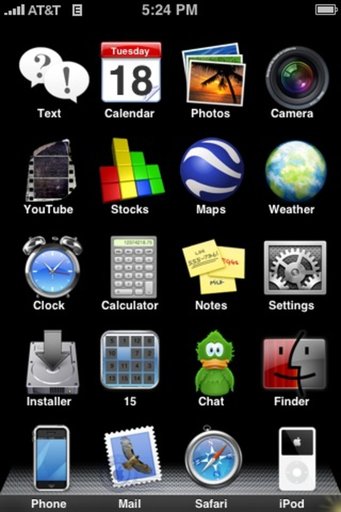 AT&T E 5:24 PM
? !
Tuesday
18
Text Calendar Photos Camera
YouTube Stocks Maps Weather
Clock Calculator Notes Settings
MILK
Installer 15 Chat Finder
Phone Mail Safari iPod